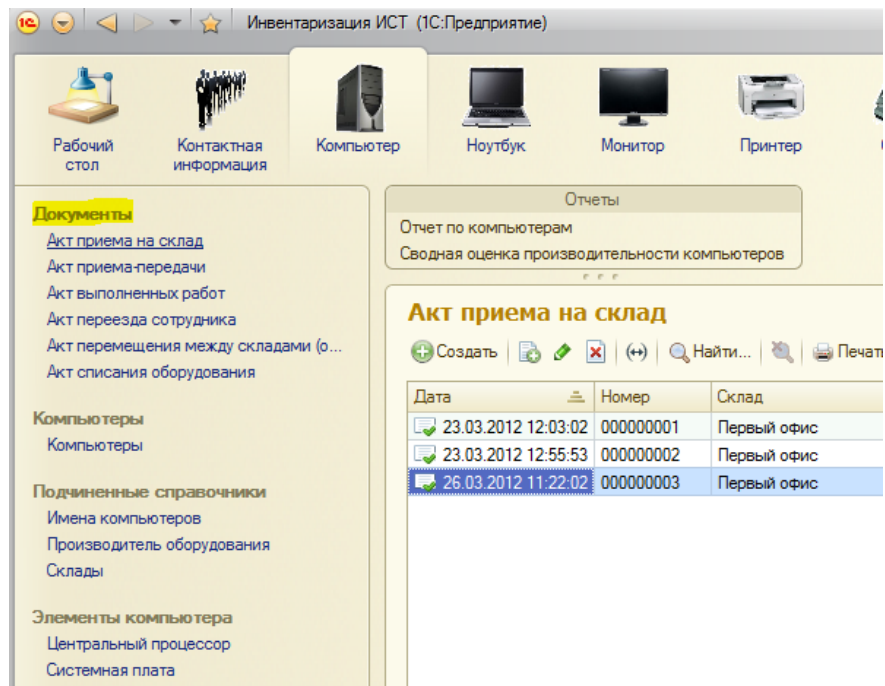 Инвентаризация ИСТ (1С:Предприятие)
Рабочий стол
Контактная информация
Компьютер
Ноутбук
Монитор
Принтер
Документы
Акт приема на склад
Акт приема-передачи
Акт выполненных работ
Акт переезда сотрудника
Акт перемещения между складами (о...
Акт списания оборудования
Компьютеры
Компьютеры
Подчиненные справочники
Имена компьютеров
Производитель оборудования
Склады
Элементы компьютера
Центральный процессор
Системная плата
Отчеты
Отчет по компьютерам
Сводная оценка производительности компьютеров
Акт приема на склад
Создать Найти... Печать
Дата Номер Склад
23.03.2012 12:03:02 000000001 Первый офис
23.03.2012 12:55:53 000000002 Первый офис
26.03.2012 11:22:02 000000003 Первый офис